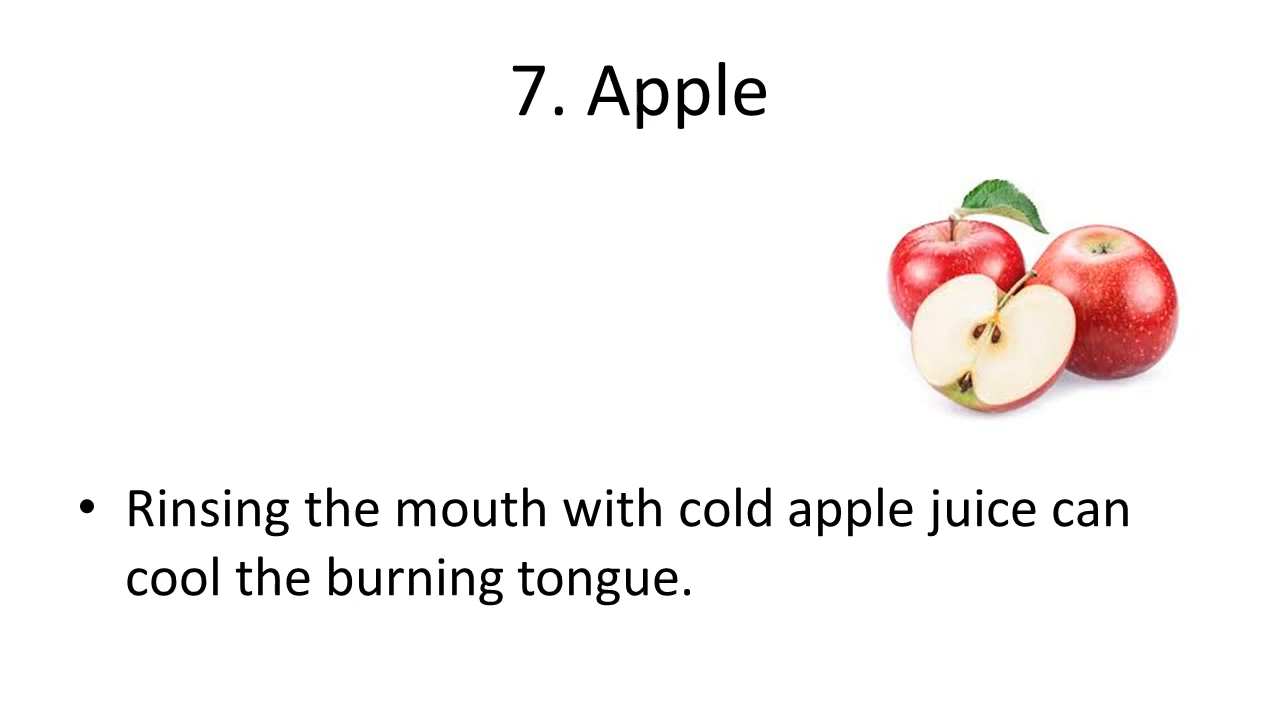 7. Apple
• Rinsing the mouth with cold apple juice can
cool the burning tongue.